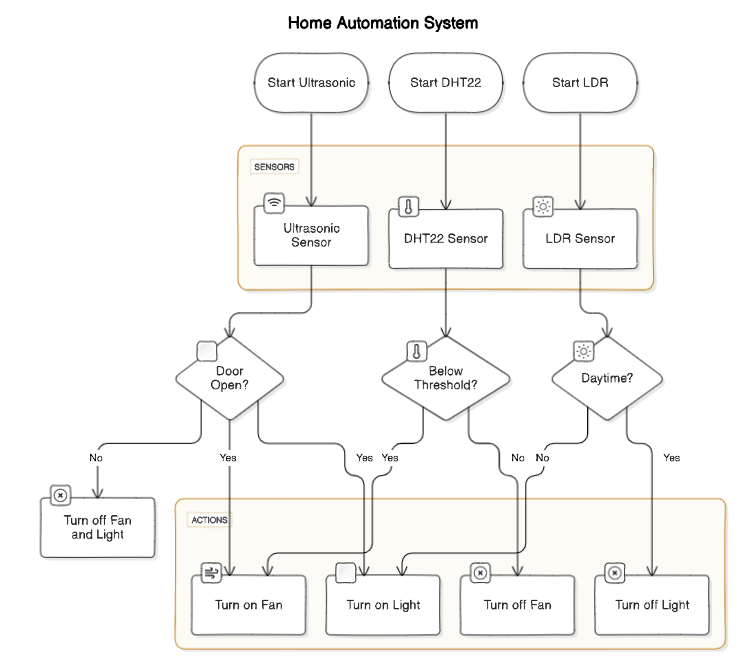 Home Automation System
Start Ultrasonic
Start DHT22
Start LDR
SENSORS
Ultrasonic
Sensor
DHT22 Sensor
LDR Sensor
Door
Open?
Below
Threshold?
Daytime?
No
Yes
Yes
Yes
No
No
Yes
Turn off Fan
and Light
ACTIONS
Turn on Fan
Turn on Light
Turn off Fan
Turn off Light